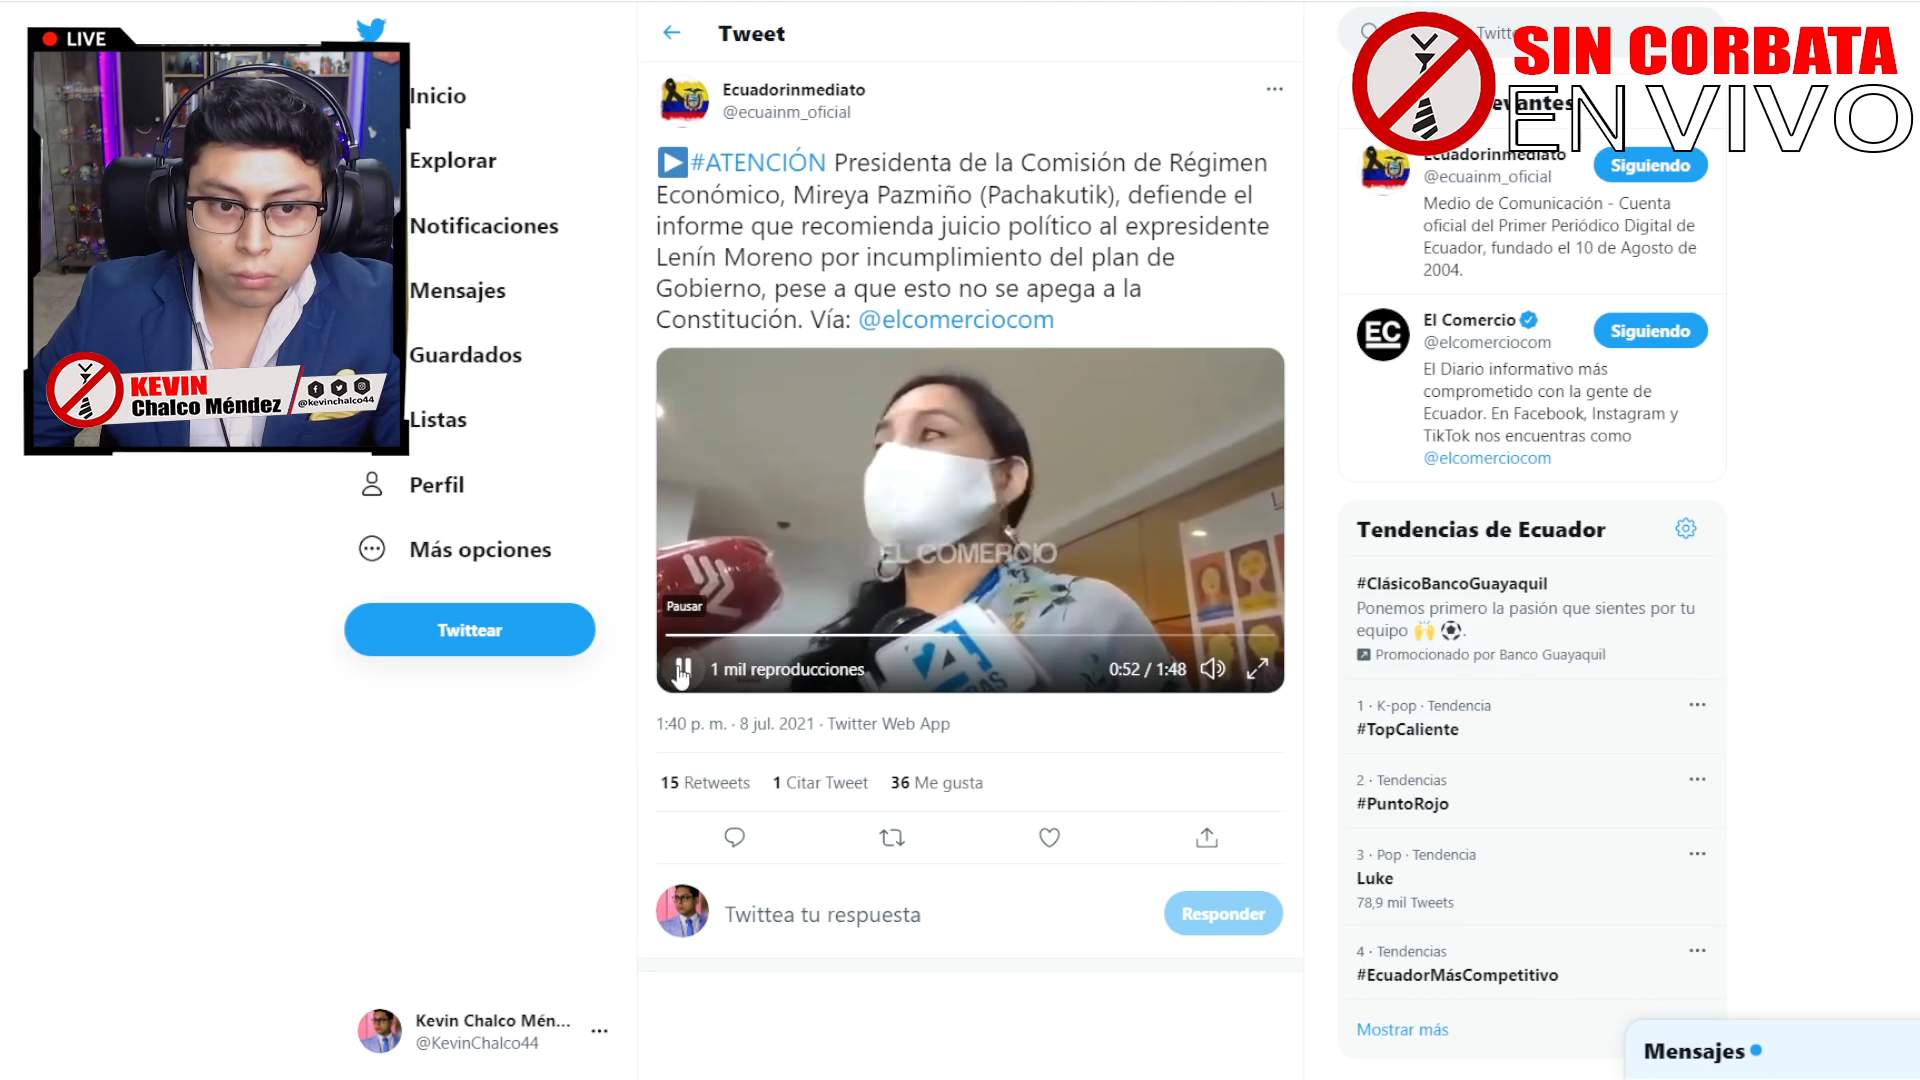 LIVE
KEVIN
Chalco Méndez
@kevinchalco44
Inicio
Explorar
Notificaciones
Mensajes
Guardados
Listas
Perfil
Más opciones
Twittear
Kevin Chalco Mén...
@KevinChalco44
Tweet
Ecuadorinmediato
@ecuainm_oficial
#ATENCIÓN Presidenta de la Comisión de Régimen
Económico, Mireya Pazmiño (Pachakutik), defiende el
informe que recomienda juicio político al expresidente
Lenín Moreno por incumplimiento del plan de
Gobierno, pese a que esto no se apega a la
Constitución. Vía: @elcomerciocom
EL COMERCIO
Pausar
1 mil reproducciones
0:52 / 1:48
1:40 p. m. · 8 jul. 2021 · Twitter Web App
15 Retweets 1 Citar Tweet 36 Me gusta
Twittea tu respuesta
Responder
SIN CORBATA
EN VIVO
Ecuadorinmediato
@ecuainm_oficial
Siguiendo
Medio de Comunicación - Cuenta
oficial del Primer Periódico Digital de
Ecuador, fundado el 10 de Agosto de
2004.
EC
El Comercio
@elcomerciocom
Siguiendo
El Diario informativo más
comprometido con la gente de
Ecuador. En Facebook, Instagram y
TikTok nos encuentras como
@elcomerciocom
Tendencias de Ecuador
#ClásicoBancoGuayaquil
Ponemos primero la pasión que sientes por tu
equipo 🙌 ⚽.
Promocionado por Banco Guayaquil
1 · K-pop · Tendencia
#TopCaliente
2 · Tendencias
#PuntoRojo
3 · Pop · Tendencia
Luke
78,9 mil Tweets
4 · Tendencias
#EcuadorMásCompetitivo
Mostrar más
Mensajes